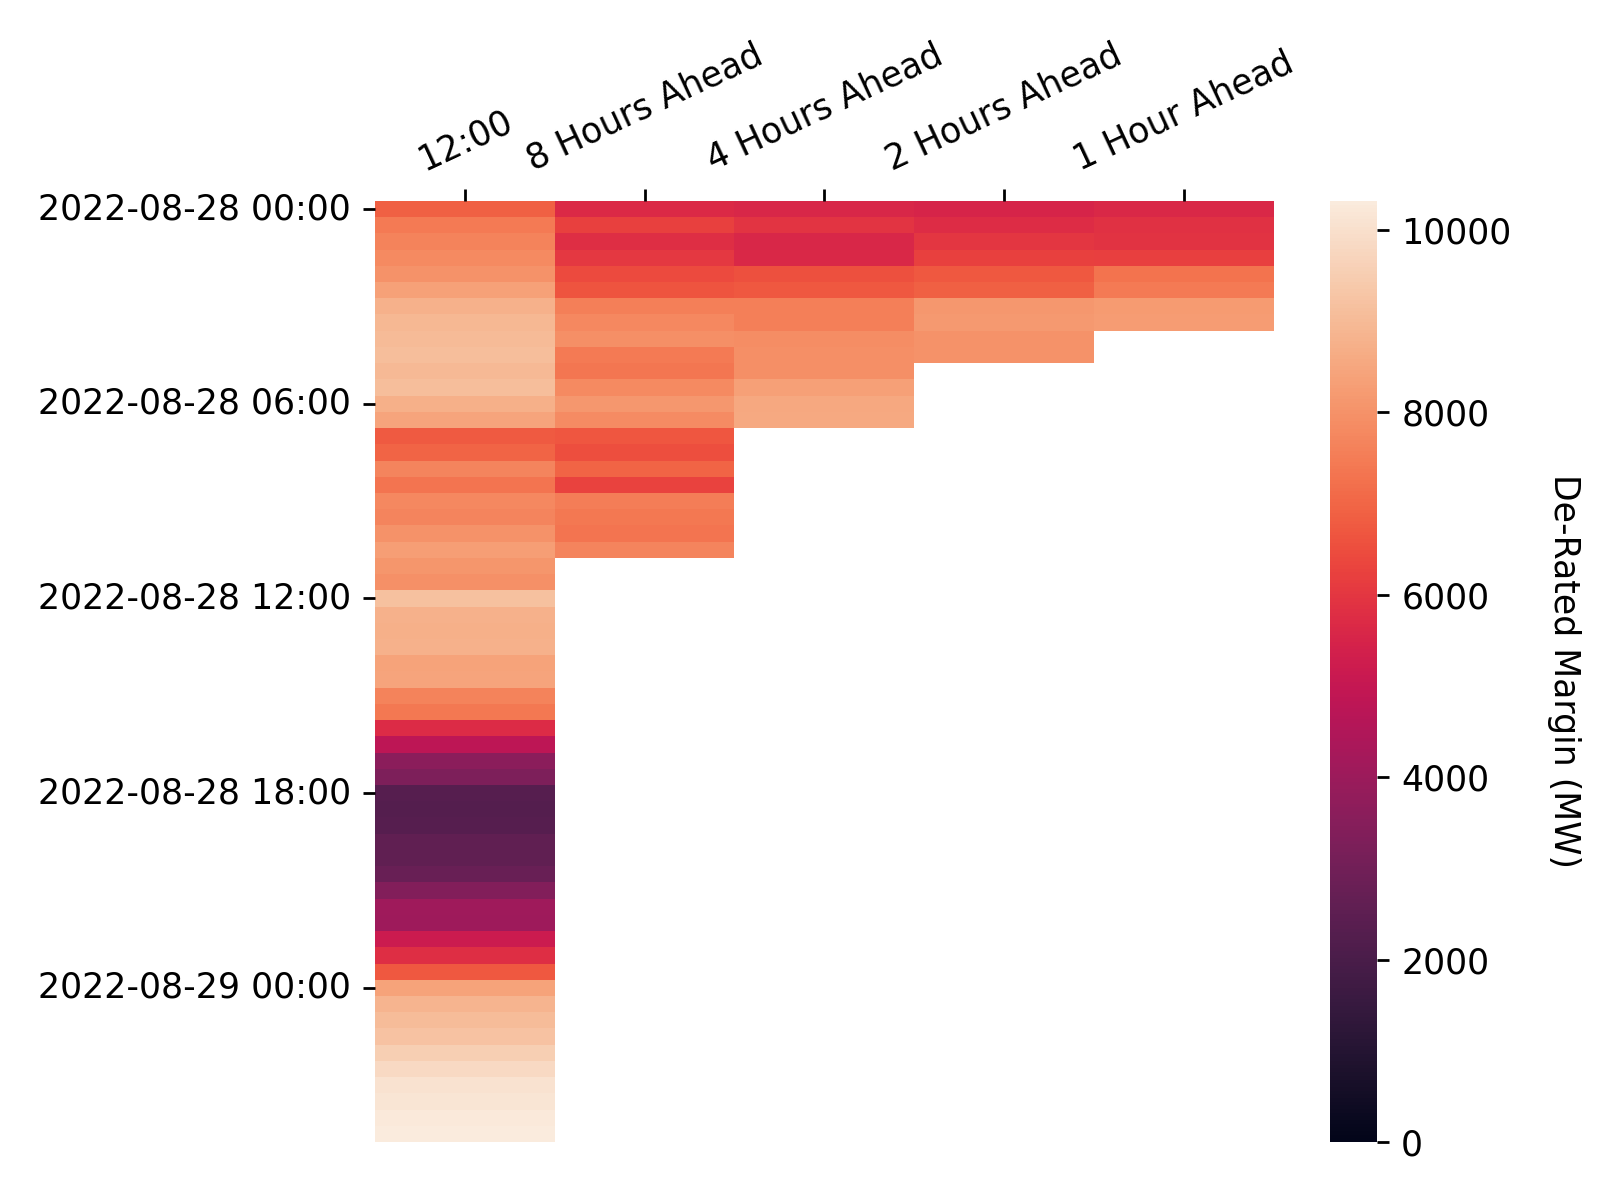 12:00
8 Hours Ahead
4 Hours Ahead
2 Hours Ahead
1 Hour Ahead
2022-08-28 00:00
2022-08-28 06:00
2022-08-28 12:00
2022-08-28 18:00
2022-08-29 00:00
10000
8000
6000
4000
2000
0
De-Rated Margin (MW)